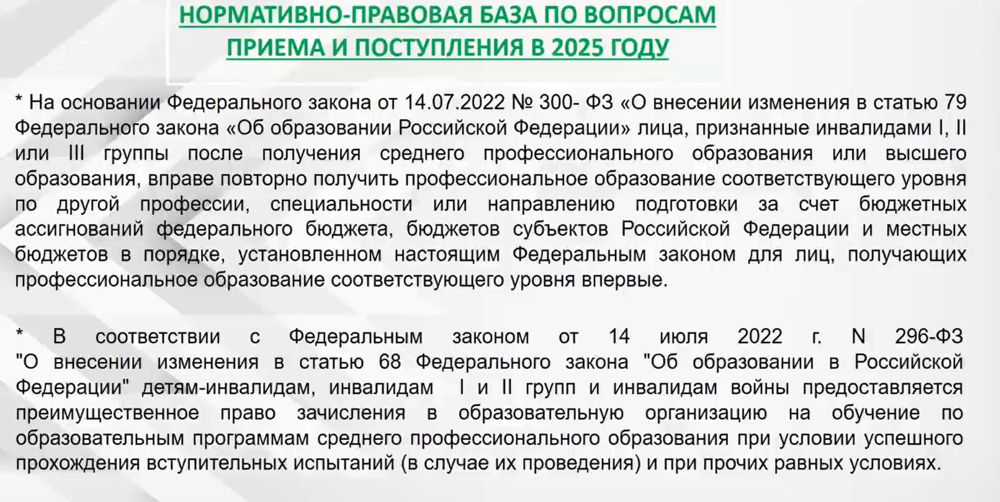 НОРМАТИВНО-ПРАВОВАЯ БАЗА ПО ВОПРОСАМ
ПРИЕМА И ПОСТУПЛЕНИЯ В 2025 ГОДУ
* На основании Федерального закона от 14.07.2022 № 300- ФЗ «О внесении изменения в статью 79
Федерального закона «Об образовании Российской Федерации» лица, признанные инвалидами I, II
или III группы после получения среднего профессионального образования или высшего
образования, вправе повторно получить профессиональное образование соответствующего уровня
по другой профессии, специальности или направлению подготовки за счет бюджетных
ассигнований федерального бюджета, бюджетов субъектов Российской Федерации и местных
бюджетов в порядке, установленном настоящим Федеральным законом для лиц, получающих
профессиональное образование соответствующего уровня впервые.
* В соответствии с Федеральным законом от 14 июля 2022 г. N 296-ФЗ
"О внесении изменения в статью 68 Федерального закона "Об образовании в Российской
Федерации" детям-инвалидам, инвалидам I и II групп и инвалидам войны предоставляется
преимущественное право зачисления в образовательную организацию на обучение по
образовательным программам среднего профессионального образования при условии успешного
прохождения вступительных испытаний (в случае их проведения) и при прочих равных условиях.